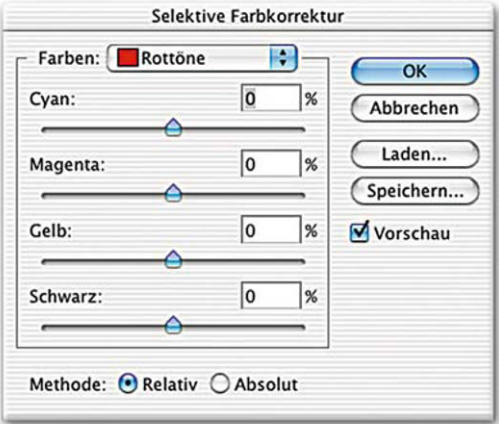 Selektive Farbkorrektur
Farben: Rottöne
Cyan: 0 %
Magenta: 0 %
Gelb: 0 %
Schwarz: 0 %
Methode: Relativ Absolut
OK
Abbrechen
Laden...
Speichern...
Vorschau